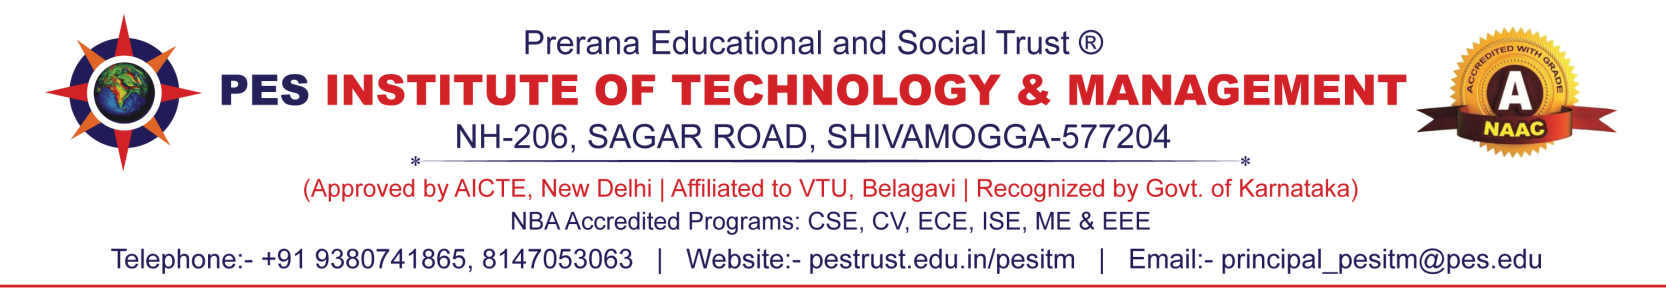 Prerana Educational and Social Trust ®
PES INSTITUTE OF TECHNOLOGY & MANAGEMENT
NH-206, SAGAR ROAD, SHIVAMOGGA-577204
(Approved by AICTE, New Delhi | Affiliated to VTU, Belagavi | Recognized by Govt. of Karnataka)
NBA Accredited Programs: CSE, CV, ECE, ISE, ME & EEE
Telephone:- +91 9380741865, 8147053063 | Website:- pestrust.edu.in/pesitm | Email:- principal_pesitm@pes.edu
ACCREDITED WITH GRADE
A
NAAC